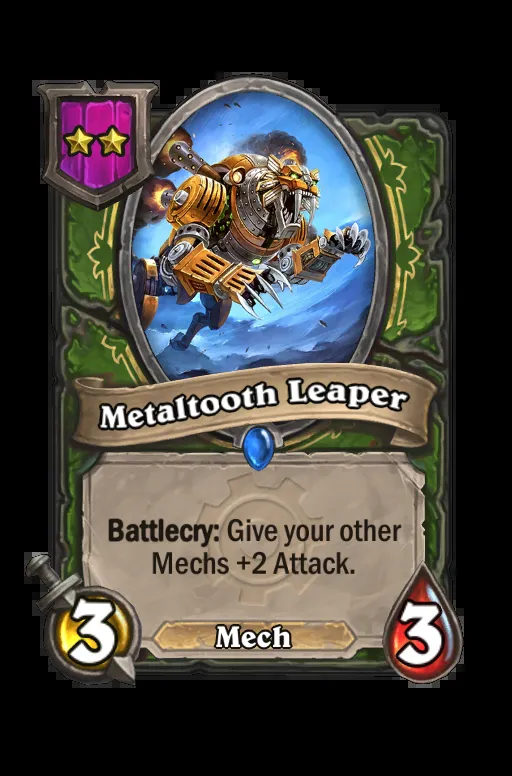 Metaltooth Leaper
Battlecry: Give your other
Mechs +2 Attack.
3
Mech
3